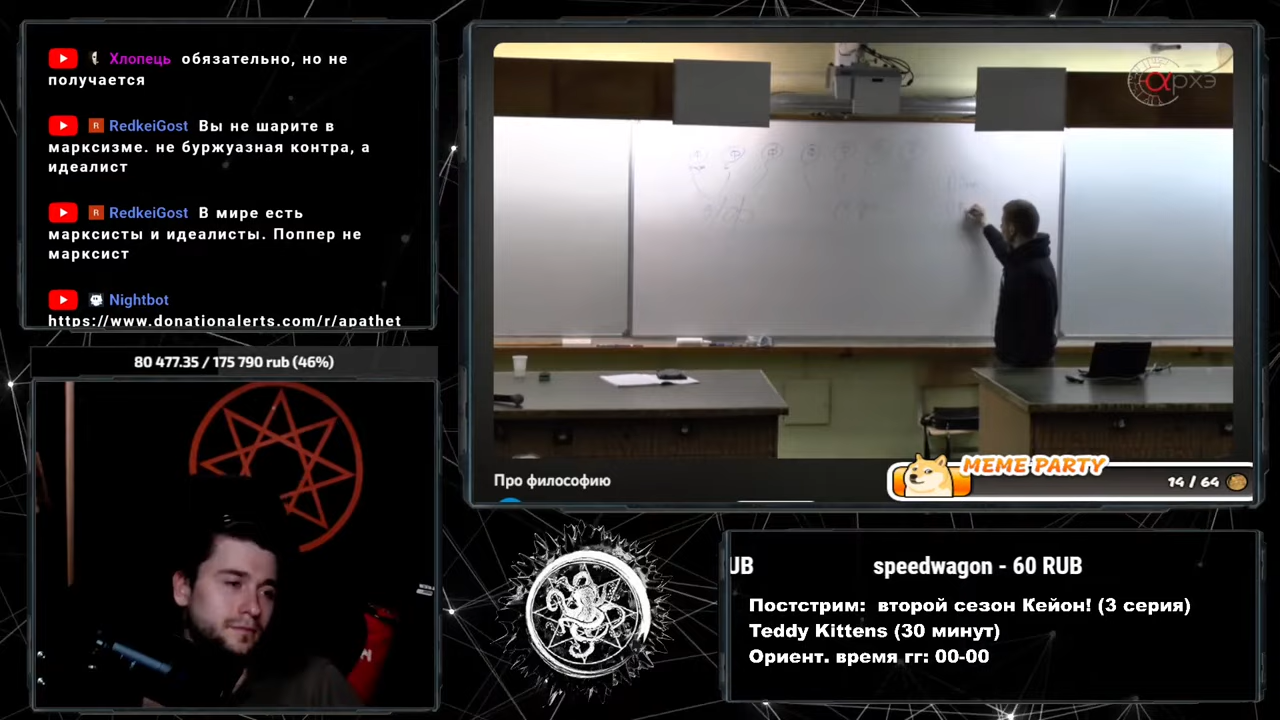 Хлопець обязательно, но не
получается
RedkeiGost Вы не шарите в
марксизме. не буржуазная контра, а
идеалист
RedkeiGost В мире есть
марксисты и идеалисты. Поппер не
марксист
Nightbot
https://www.donationalerts.com/r/apathet
80 477.35 / 175 790 rub (46%)
αрхэ
Про философию
MEME PARTY
14 / 64
UB speedwagon - 60 RUB
Постстрим: второй сезон Кейон! (3 серия)
Teddy Kittens (30 минут)
Ориент. время гг: 00-00